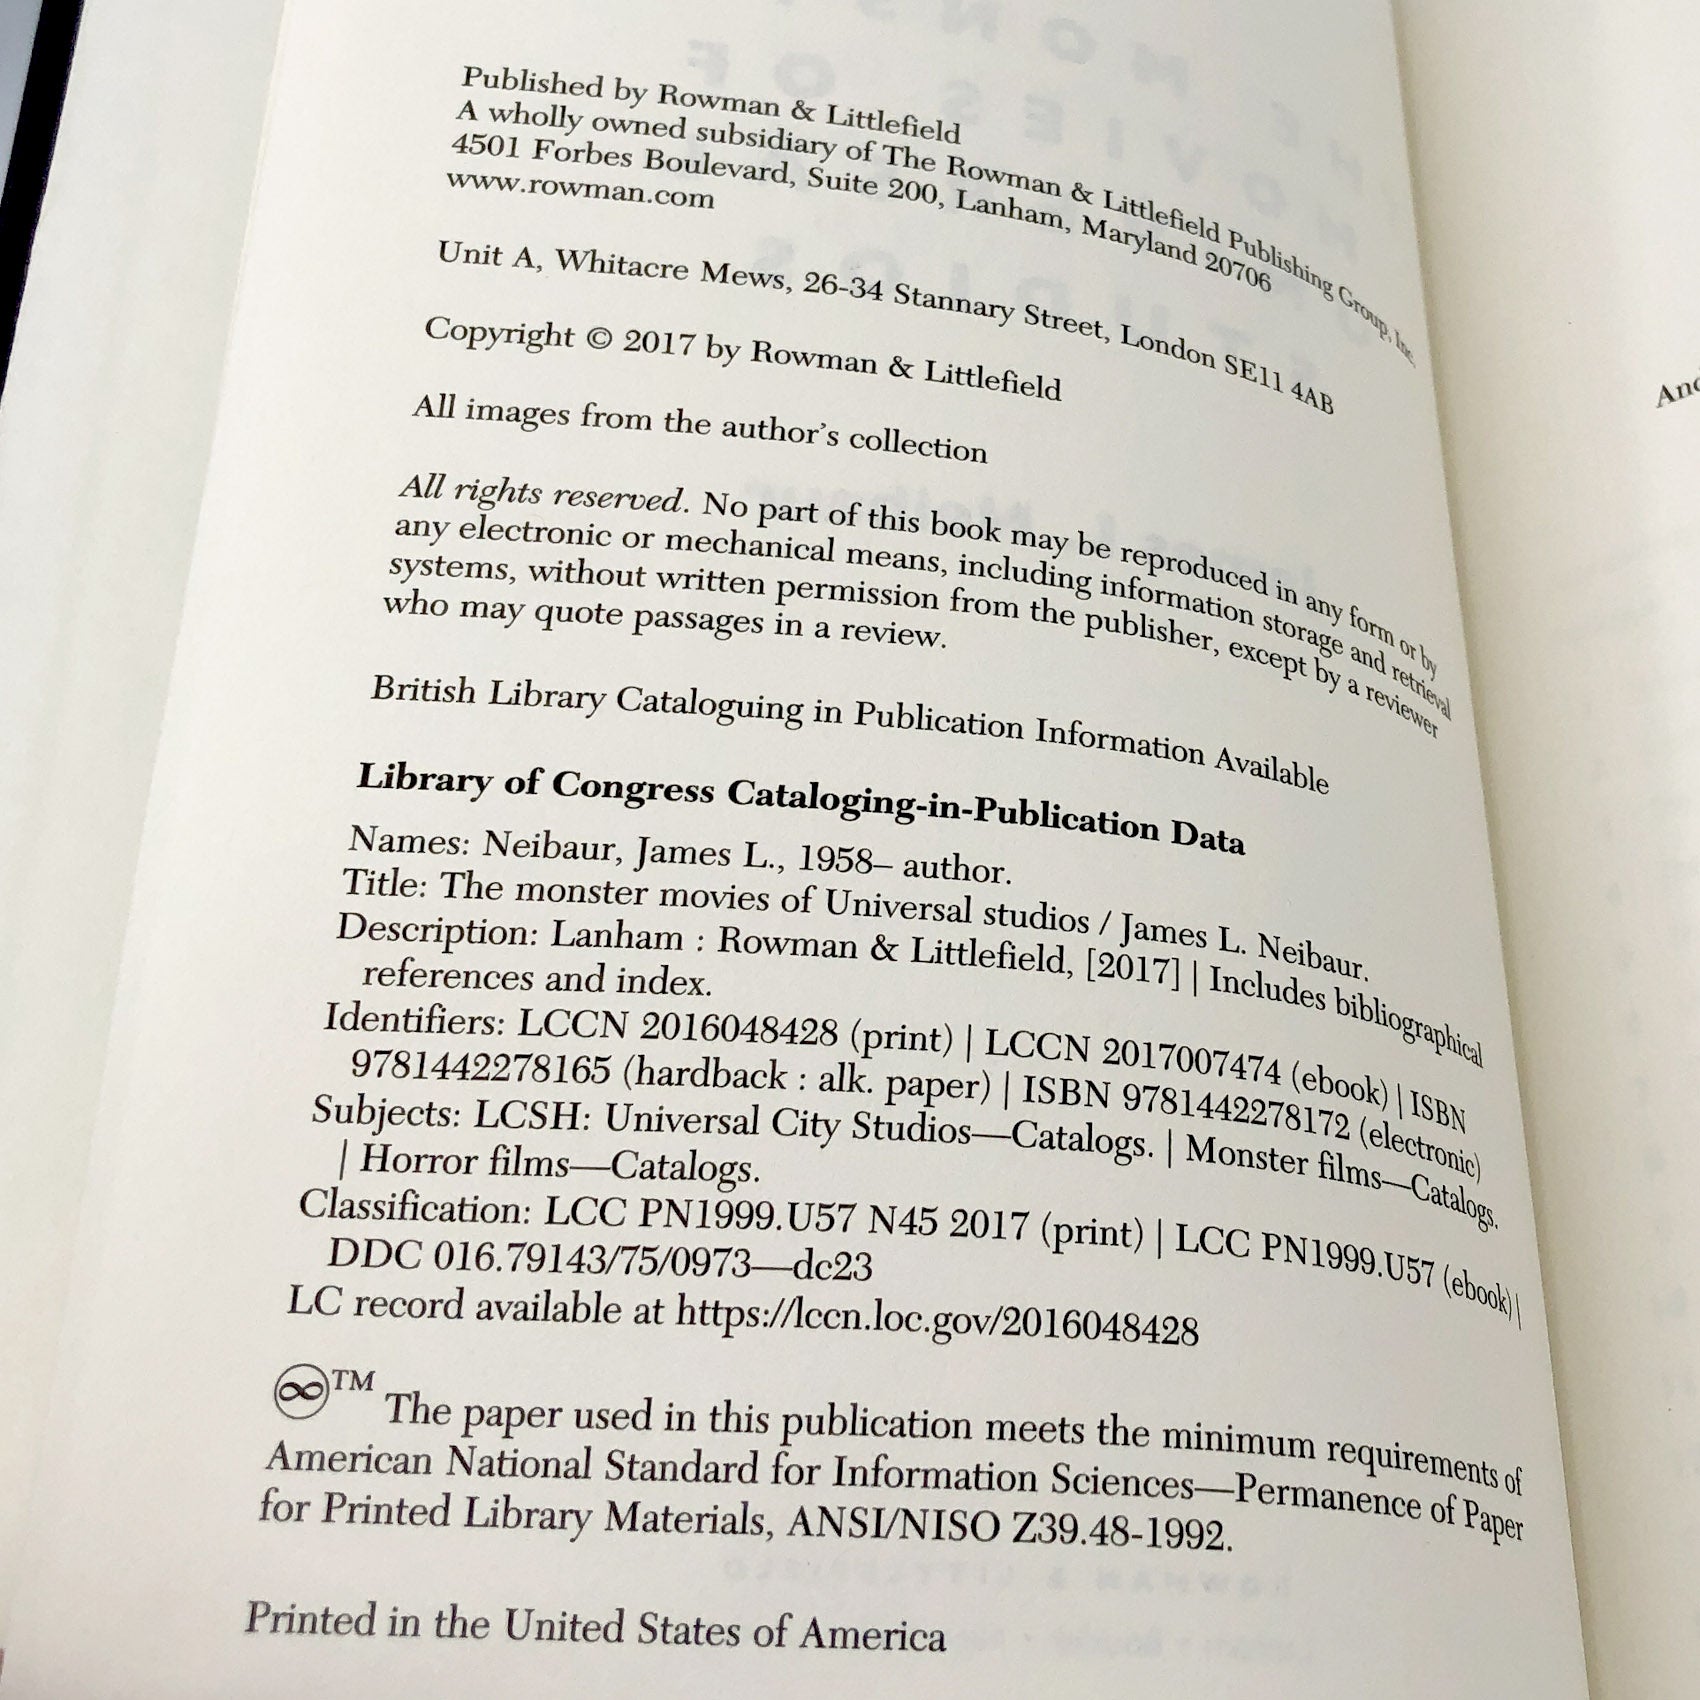 Published by Rowman & Littlefield
A wholly owned subsidiary of The Rowman & Littlefield Publishing Group, Inc.
4501 Forbes Boulevard, Suite 200, Lanham, Maryland 20706
www.rowman.com
Unit A, Whitacre Mews, 26-34 Stannary Street, London SE11 4AB
Copyright © 2017 by Rowman & Littlefield
All images from the author's collection
All rights reserved. No part of this book may be reproduced in any form or by
any electronic or mechanical means, including information storage and retrieval
systems, without written permission from the publisher, except by a reviewer
who may quote passages in a review.
British Library Cataloguing in Publication Information Available
Library of Congress Cataloging-in-Publication Data
Names: Neibaur, James L., 1958– author.
Title: The monster movies of Universal studios / James L. Neibaur.
Description: Lanham : Rowman & Littlefield, [2017] | Includes bibliographical
references and index.
Identifiers: LCCN 2016048428 (print) | LCCN 2017007474 (ebook) | ISBN
9781442278165 (hardback : alk. paper) | ISBN 9781442278172 (electronic)
Subjects: LCSH: Universal City Studios—Catalogs. | Monster films—Catalogs.
| Horror films—Catalogs.
Classification: LCC PN1999.U57 N45 2017 (print) | LCC PN1999.U57 (ebook) |
DDC 016.79143/75/0973—dc23
LC record available at https://lccn.loc.gov/2016048428
∞™ The paper used in this publication meets the minimum requirements of
American National Standard for Information Sciences—Permanence of Paper
for Printed Library Materials, ANSI/NISO Z39.48-1992.
Printed in the United States of America